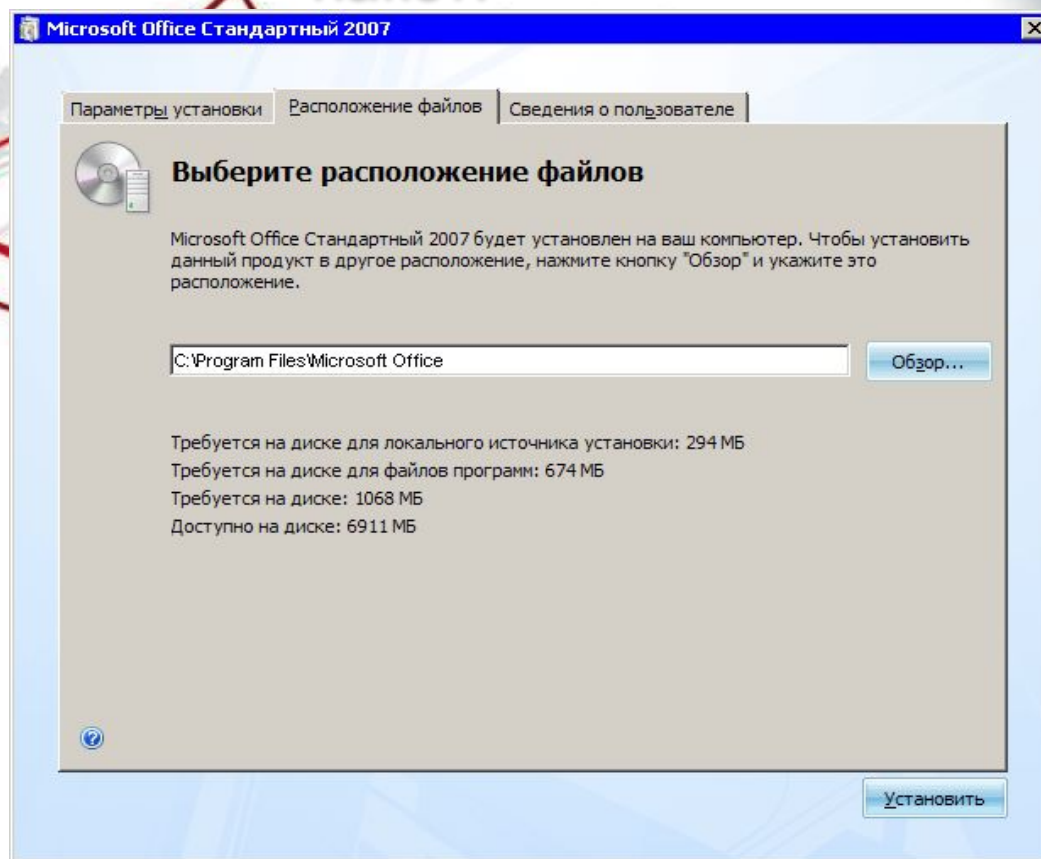 Microsoft Office Стандартный 2007
Параметры установки
Расположение файлов
Сведения о пользователе
Выберите расположение файлов
Microsoft Office Стандартный 2007 будет установлен на ваш компьютер. Чтобы установить
данный продукт в другое расположение, нажмите кнопку "Обзор" и укажите это
расположение.
C:\Program Files\Microsoft Office
Обзор...
Требуется на диске для локального источника установки: 294 МБ
Требуется на диске для файлов программ: 674 МБ
Требуется на диске: 1068 МБ
Доступно на диске: 6911 МБ
Установить